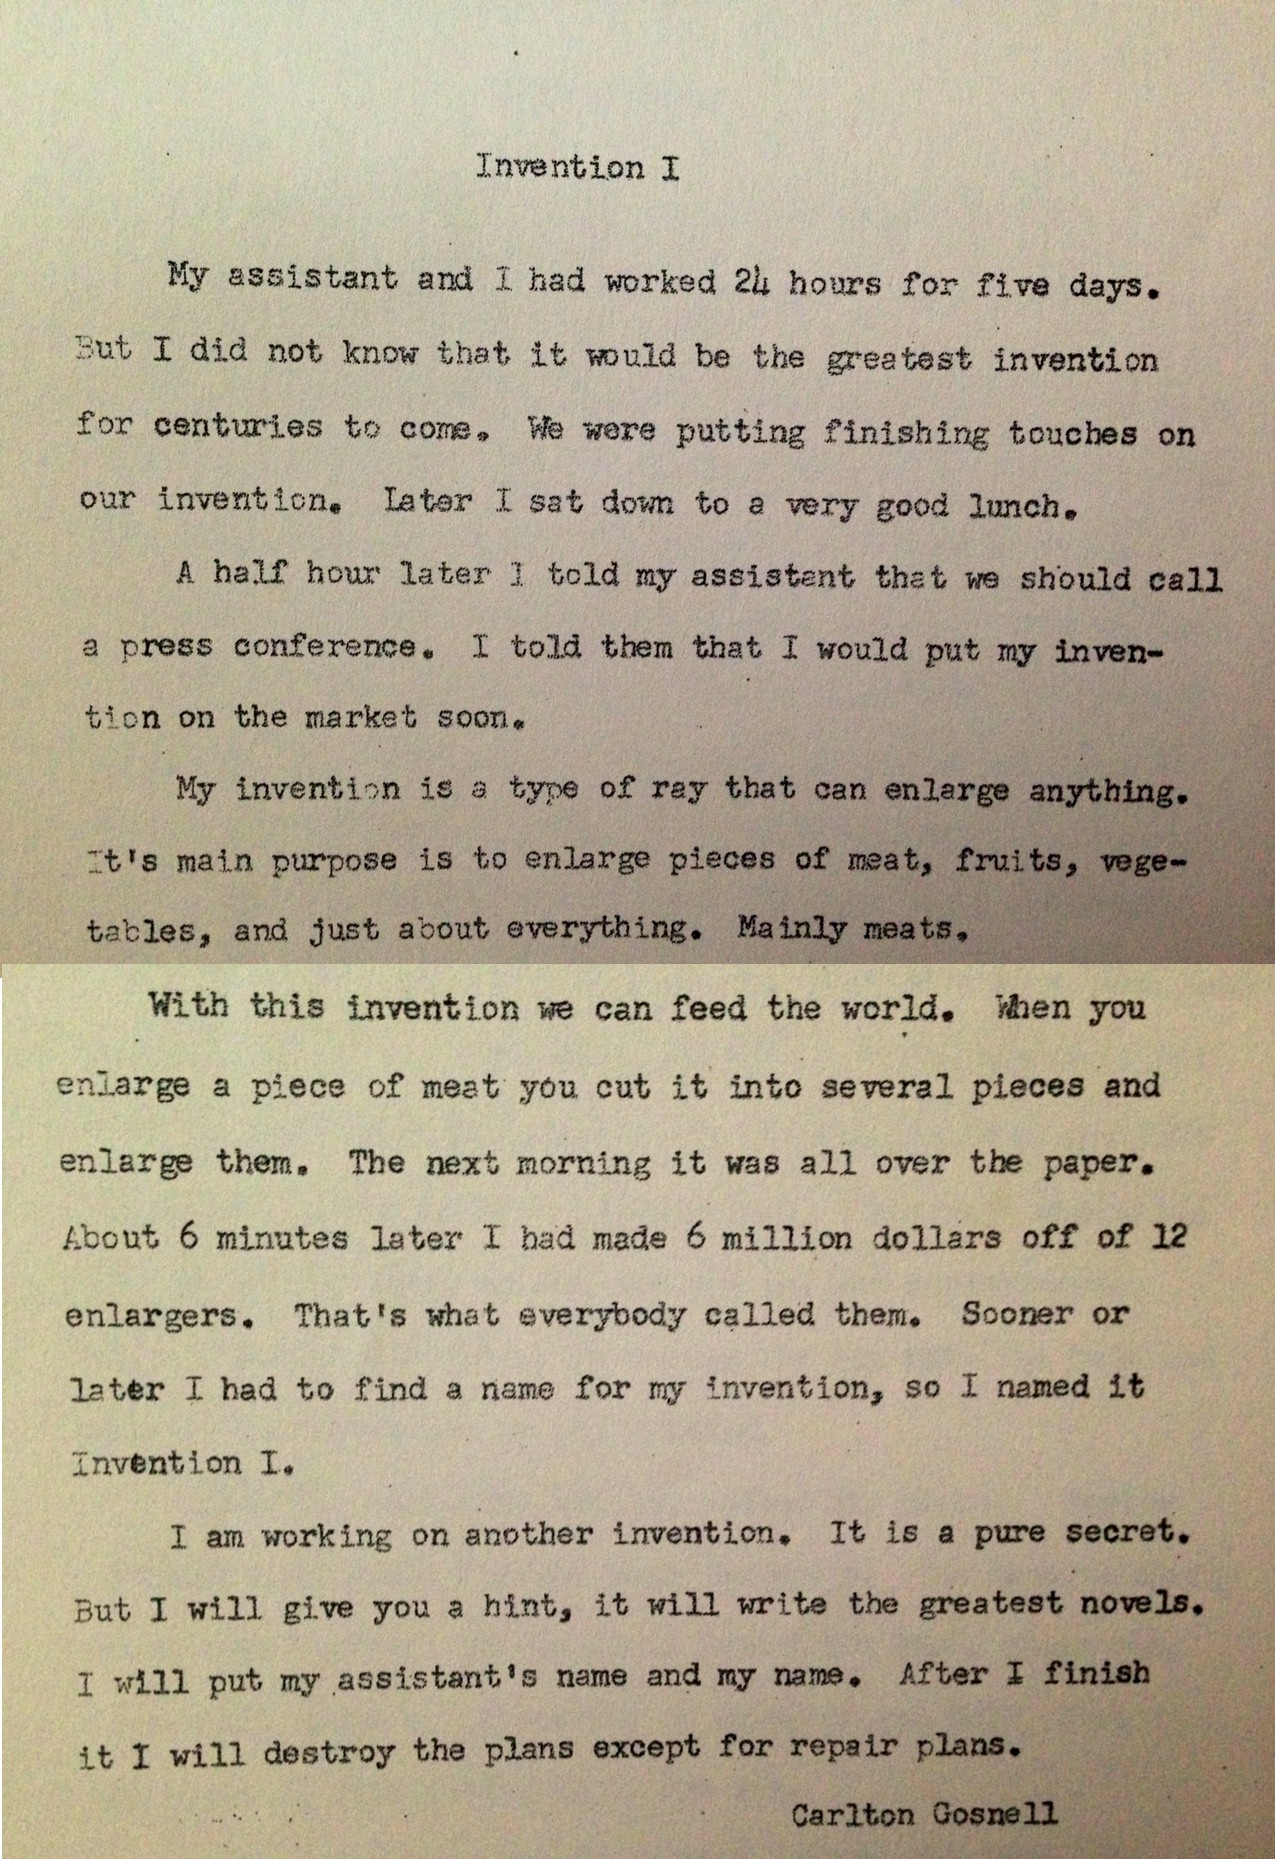 Invention I
My assistant and I had worked 24 hours for five days.
But I did not know that it would be the greatest invention
for centuries to come. We were putting finishing touches on
our invention. Later I sat down to a very good lunch.
A half hour later I told my assistant that we should call
a press conference. I told them that I would put my inven-
tion on the market soon.
My invention is a type of ray that can enlarge anything.
It's main purpose is to enlarge pieces of meat, fruits, vege-
tables, and just about everything. Mainly meats.
With this invention we can feed the world. When you
enlarge a piece of meat you cut it into several pieces and
enlarge them. The next morning it was all over the paper.
About 6 minutes later I had made 6 million dollars off of 12
enlargers. That's what everybody called them. Sooner or
later I had to find a name for my invention, so I named it
Invention I.
I am working on another invention. It is a pure secret.
But I will give you a hint, it will write the greatest novels.
I will put my assistant's name and my name. After I finish
it I will destroy the plans except for repair plans.
Carlton Gosnell